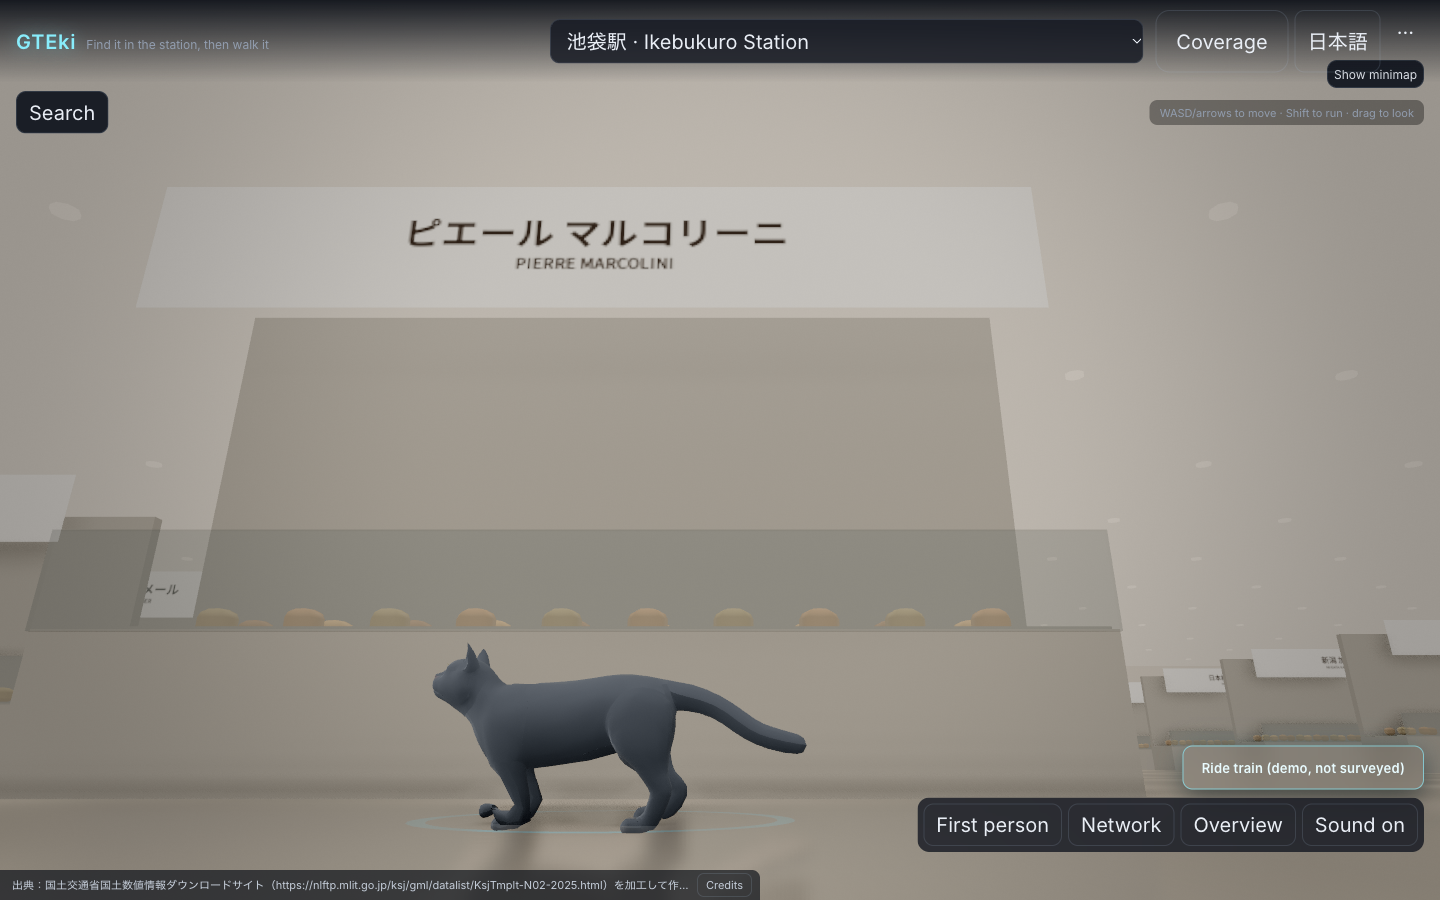 GTEki Find it in the station, then walk it
池袋駅 · Ikebukuro Station
Coverage
日本語
...
Show minimap
Search
WASD/arrows to move · Shift to run · drag to look
ピエール マルコリーニ
PIERRE MARCOLINI
メール
新潟
日本
Ride train (demo, not surveyed)
First person
Network
Overview
Sound on
出典：国土交通省国土数値情報ダウンロードサイト（https://nlftp.mlit.go.jp/ksj/gml/datalist/KsjTmplt-N02-2025.html）を加工して作...
Credits